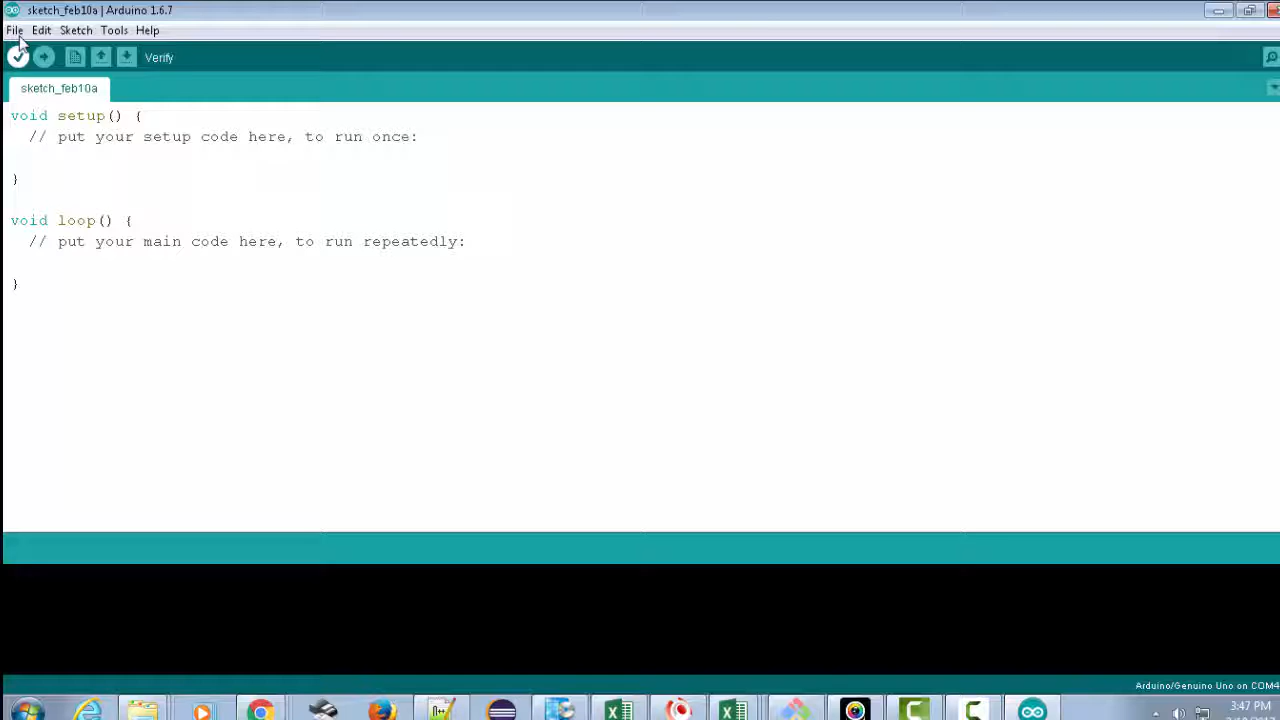 sketch_feb10a | Arduino 1.6.7
File Edit Sketch Tools Help
Verify
sketch_feb10a
void setup() {
  // put your setup code here, to run once:
}
void loop() {
  // put your main code here, to run repeatedly:
}
Arduino/Genuino Uno on COM4
3:47 PM